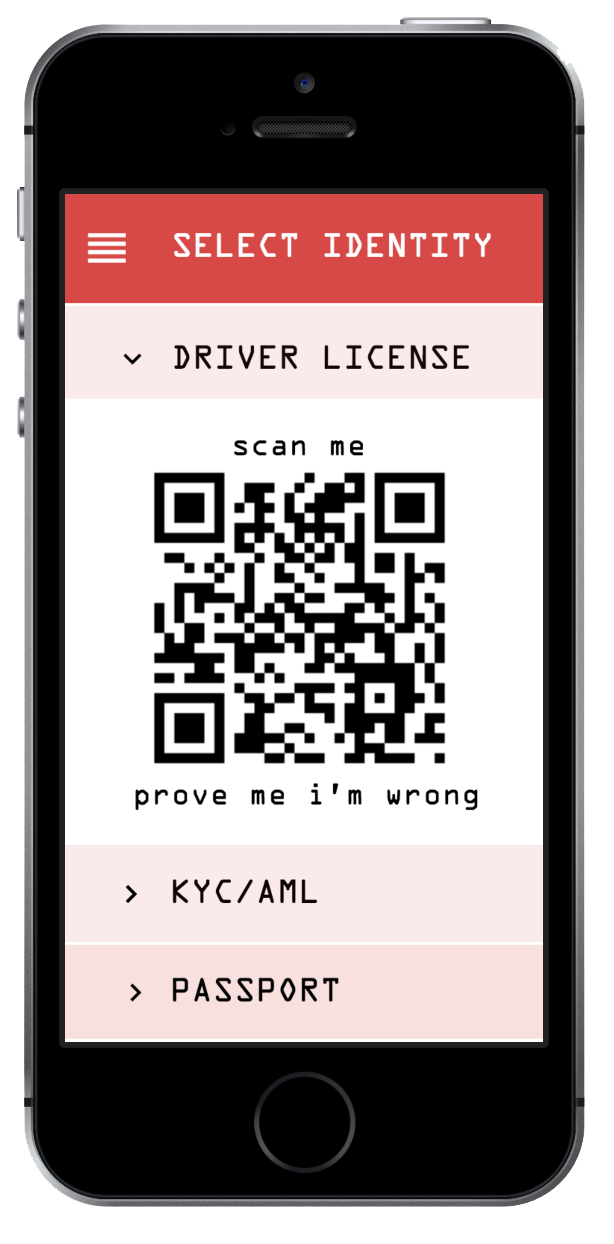 SELECT IDENTITY
DRIVER LICENSE
scan me
prove me i'm wrong
KYC/AML
PASSPORT